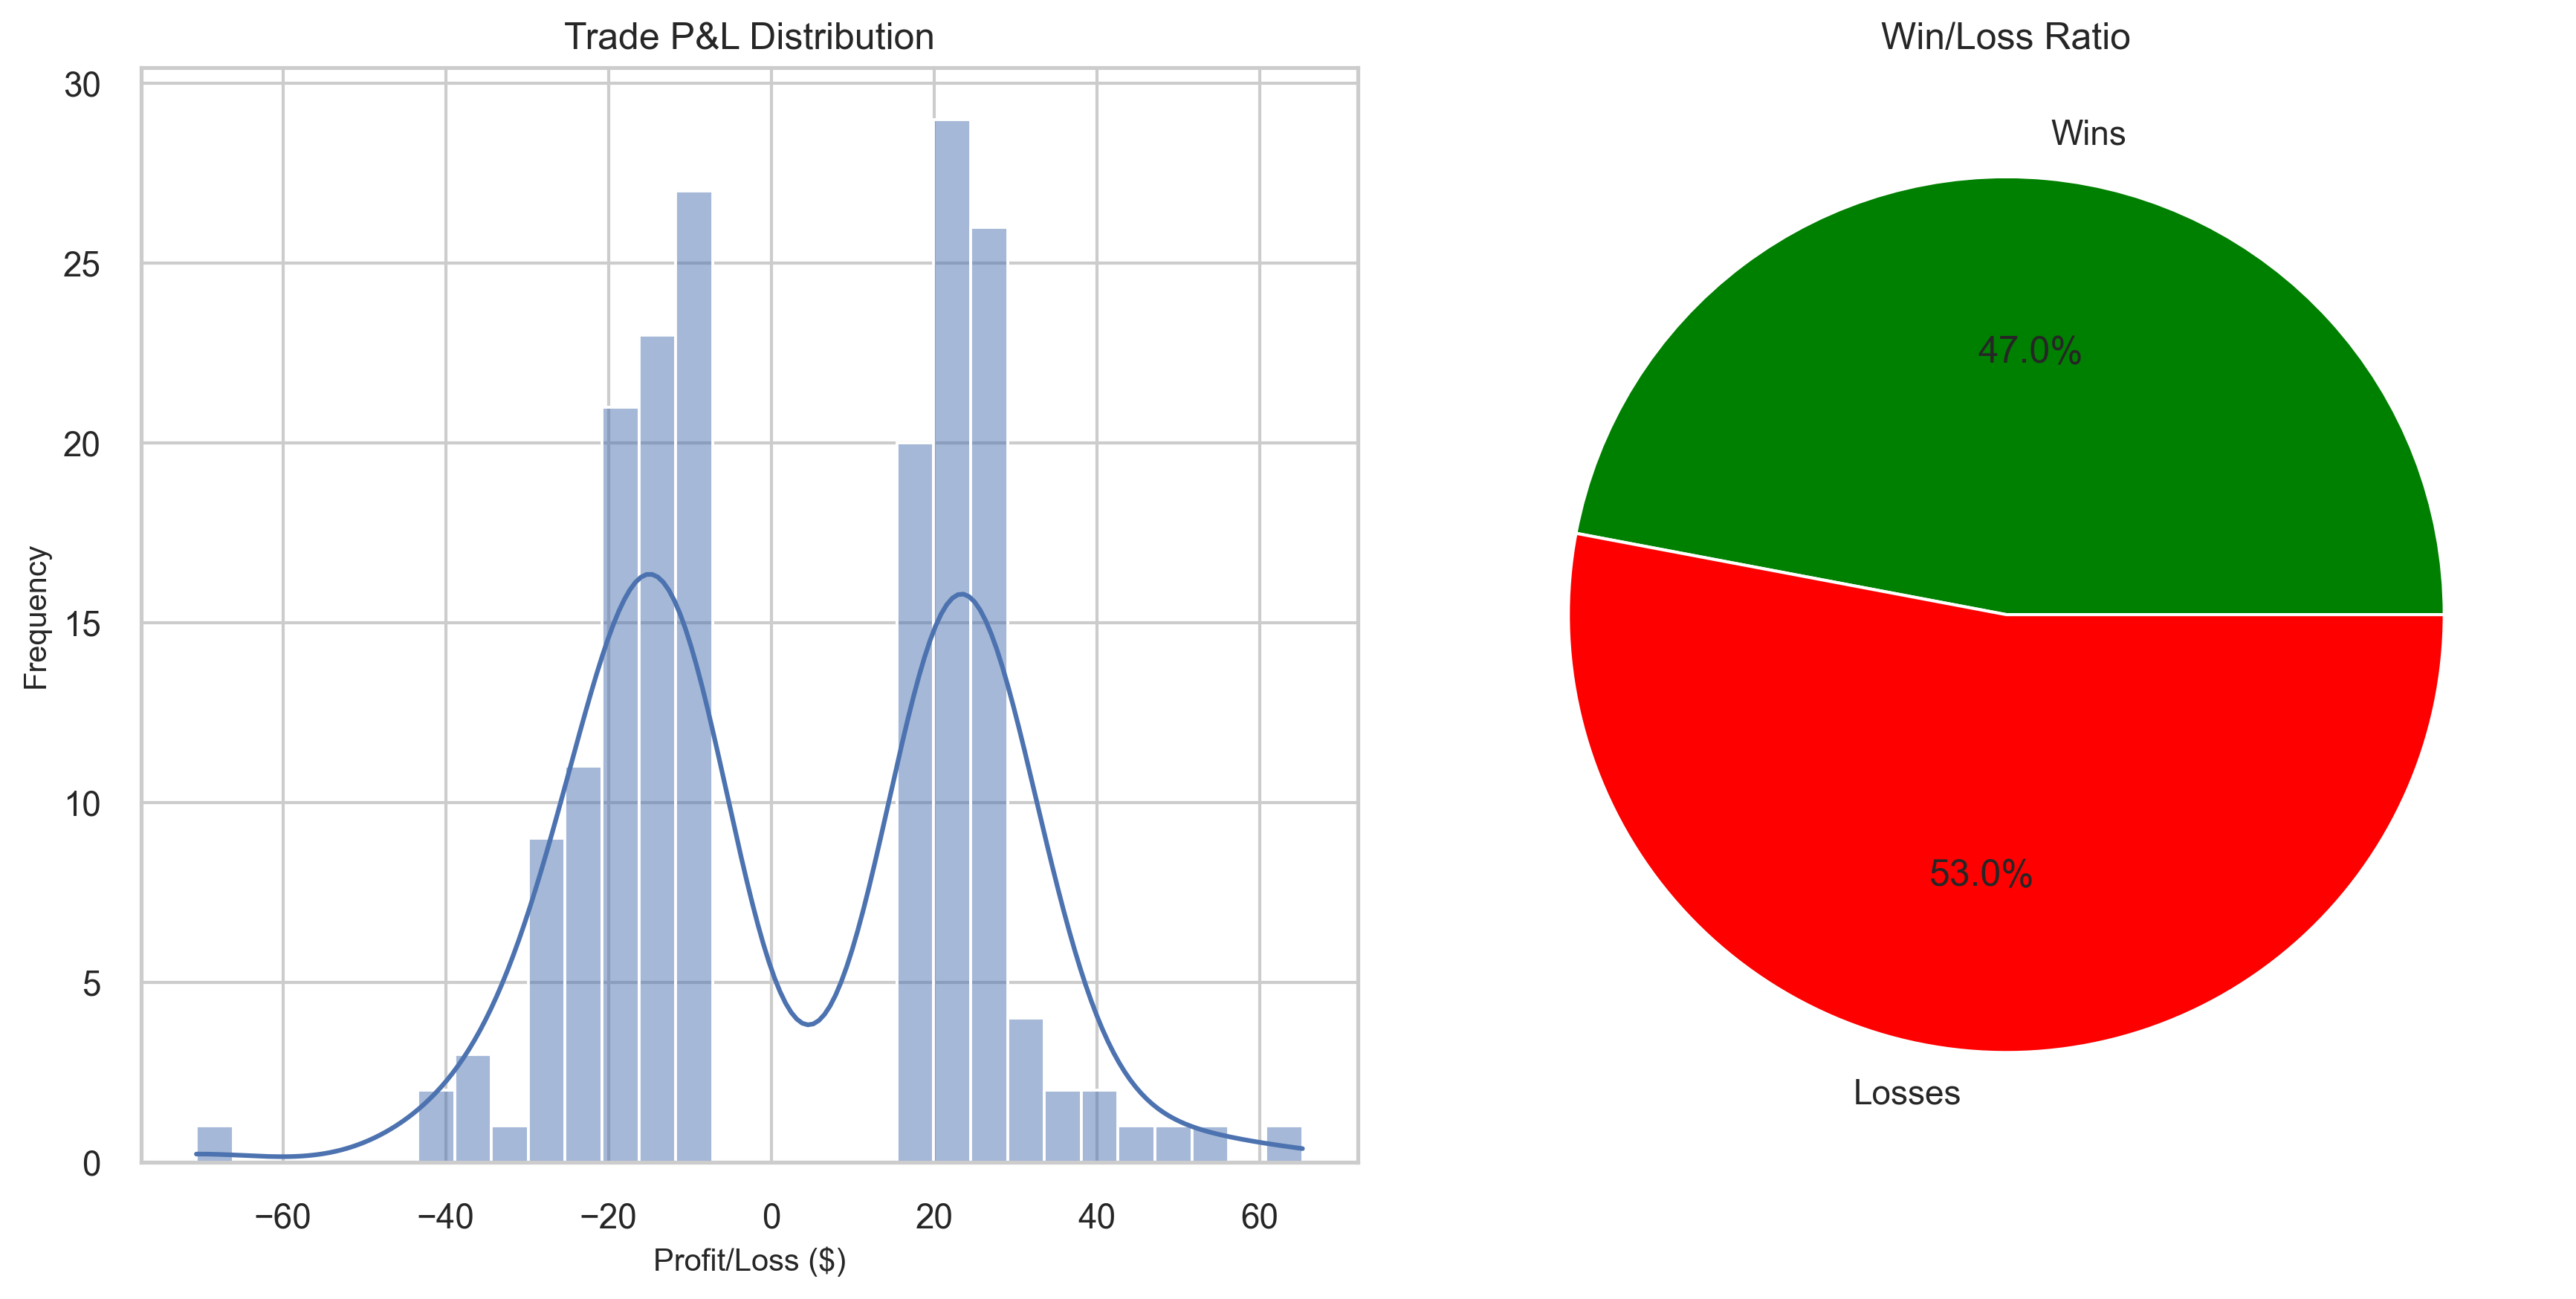 Trade P&L Distribution
30
25
20
15
10
5
0
Frequency
−60 −40 −20 0 20 40 60
Profit/Loss ($)
Win/Loss Ratio
Wins
47.0%
53.0%
Losses